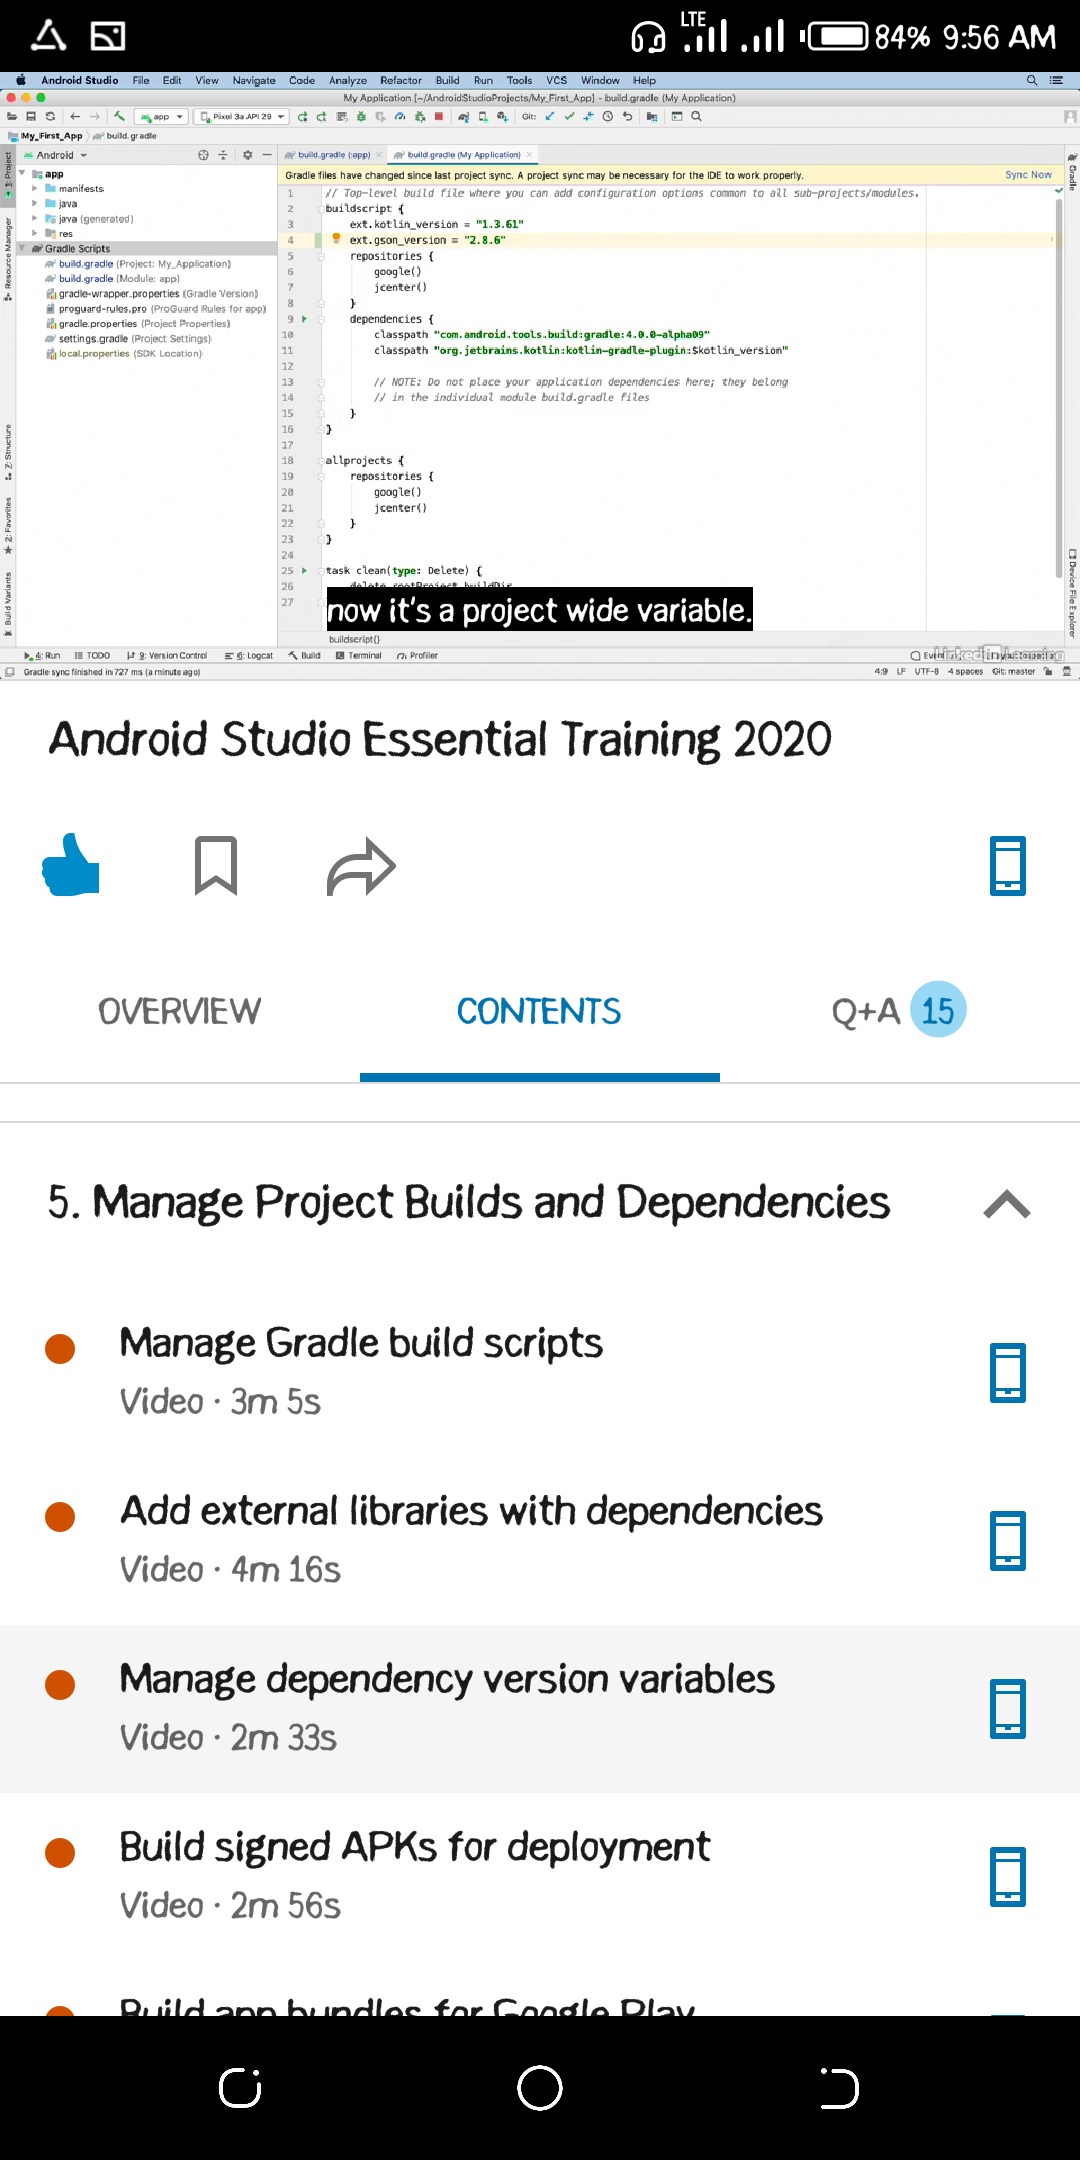 LTE 84% 9:56 AM
Android Studio File Edit View Navigate Code Analyze Refactor Build Run Tools VCS Window Help
My Application [~/AndroidStudioProjects/My_First_App] - build.gradle (My Application)
app Pixel 3a API 29 Git:
My_First_App build.gradle
Android build.gradle (:app) build.gradle (My Application)
Gradle files have changed since last project sync. A project sync may be necessary for the IDE to work properly. Sync Now
1: Project
Resource Manager
Z: Structure
2: Favorites
Build Variants
Gradle
Device File Explorer
app
manifests
java
java (generated)
res
Gradle Scripts
build.gradle (Project: My_Application)
build.gradle (Module: app)
gradle-wrapper.properties (Gradle Version)
proguard-rules.pro (ProGuard Rules for app)
gradle.properties (Project Properties)
settings.gradle (Project Settings)
local.properties (SDK Location)
1 // Top-level build file where you can add configuration options common to all sub-projects/modules.
2 buildscript {
3 ext.kotlin_version = "1.3.61"
4 ext.gson_version = "2.8.6"
5 repositories {
6 google()
7 jcenter()
8 }
9 dependencies {
10 classpath "com.android.tools.build:gradle:4.0.0-alpha09"
11 classpath "org.jetbrains.kotlin:kotlin-gradle-plugin:$kotlin_version"
12
13 // NOTE: Do not place your application dependencies here; they belong
14 // in the individual module build.gradle files
15 }
16 }
17
18 allprojects {
19 repositories {
20 google()
21 jcenter()
22 }
23 }
24
25 task clean(type: Delete) {
26 delete rootProject.buildDir
27
now it's a project wide variable.
buildscript{}
4: Run TODO 9: Version Control 6: Logcat Build Terminal Profiler
LinkedIn Learning
Gradle sync finished in 727 ms (a minute ago) 4:9 LF UTF-8 4 spaces Git: master
Android Studio Essential Training 2020
OVERVIEW CONTENTS Q+A 15
5. Manage Project Builds and Dependencies
Manage Gradle build scripts
Video · 3m 5s
Add external libraries with dependencies
Video · 4m 16s
Manage dependency version variables
Video · 2m 33s
Build signed APKs for deployment
Video · 2m 56s
Build app bundles for Google Play